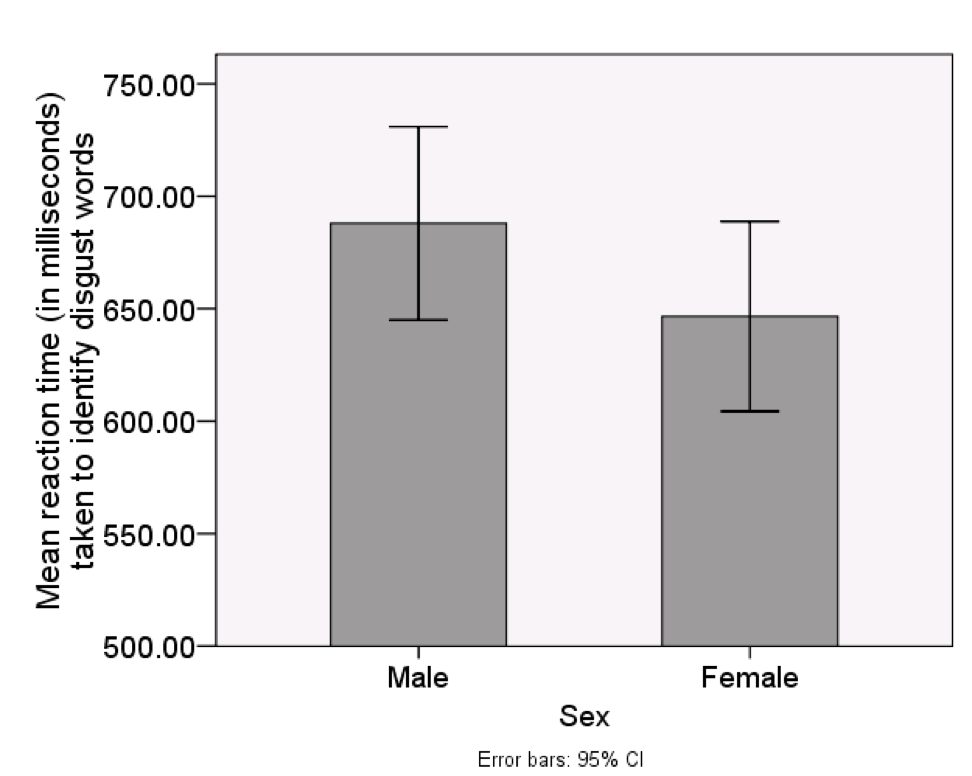 Mean reaction time (in milliseconds)
taken to identify disgust words
750.00
700.00
650.00
600.00
550.00
500.00
Male
Female
Sex
Error bars: 95% CI